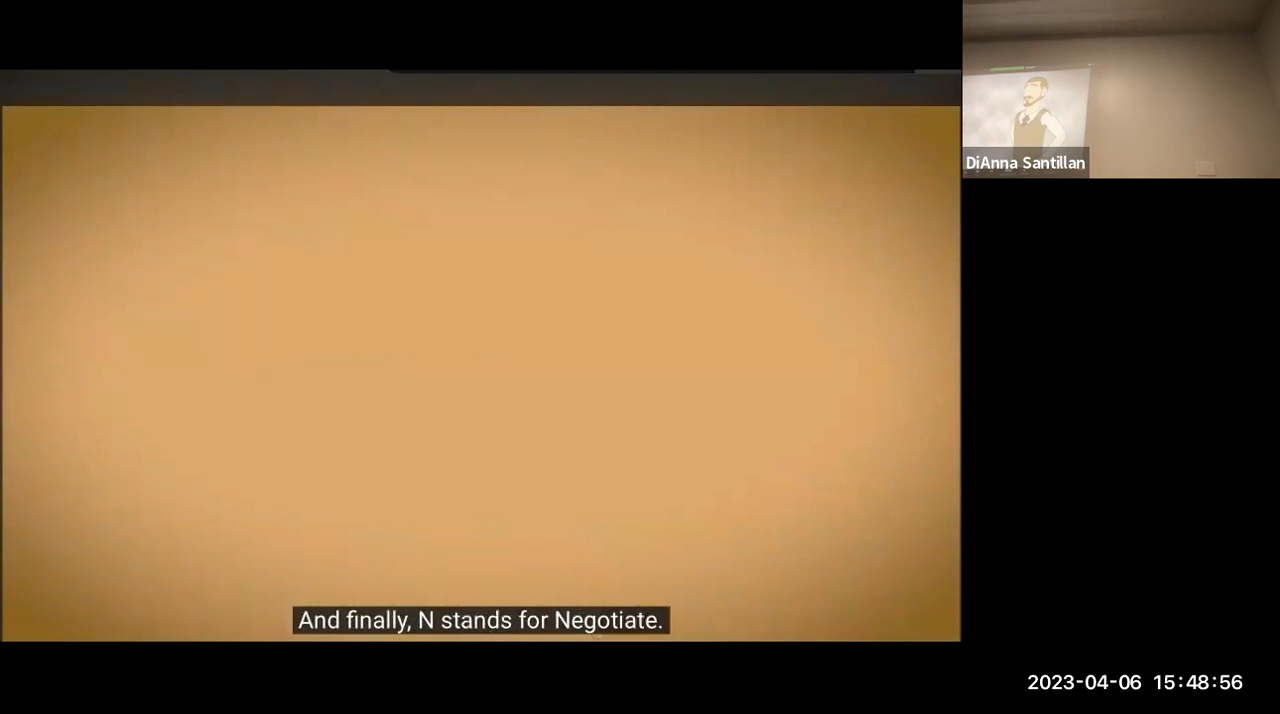 DiAnna Santillan
And finally, N stands for Negotiate.
2023-04-06 15:48:56